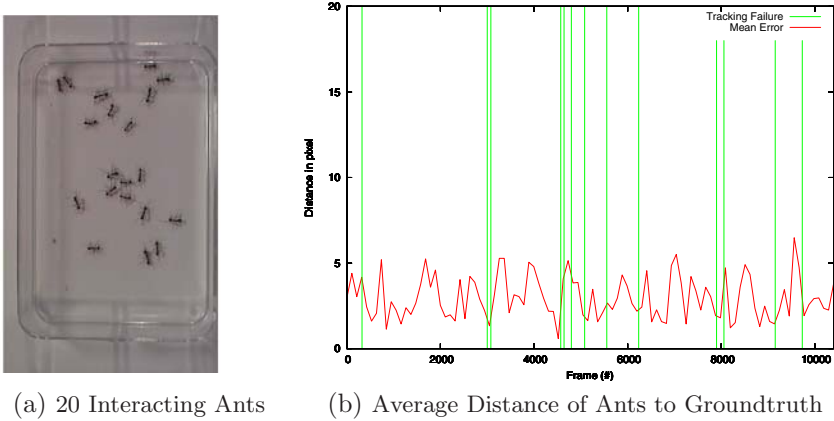 20
15
10
5
0
Distance in pixel
Tracking Failure
Mean Error
0 2000 4000 6000 8000 10000
Frame (#)
(a) 20 Interacting Ants
(b) Average Distance of Ants to Groundtruth